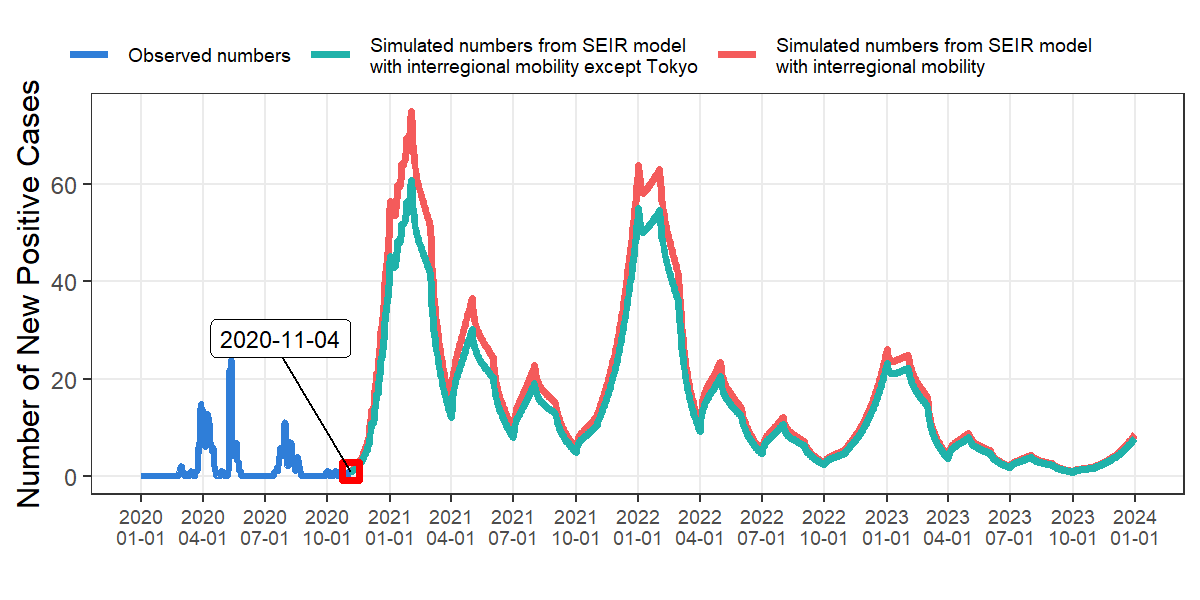 Observed numbers
Simulated numbers from SEIR model
with interregional mobility except Tokyo
Simulated numbers from SEIR model
with interregional mobility
Number of New Positive Cases
60
40
20
0
2020-11-04
2020 2020 2020 2020 2021 2021 2021 2021 2022 2022 2022 2022 2023 2023 2023 2023 2024
01-01 04-01 07-01 10-01 01-01 04-01 07-01 10-01 01-01 04-01 07-01 10-01 01-01 04-01 07-01 10-01 01-01